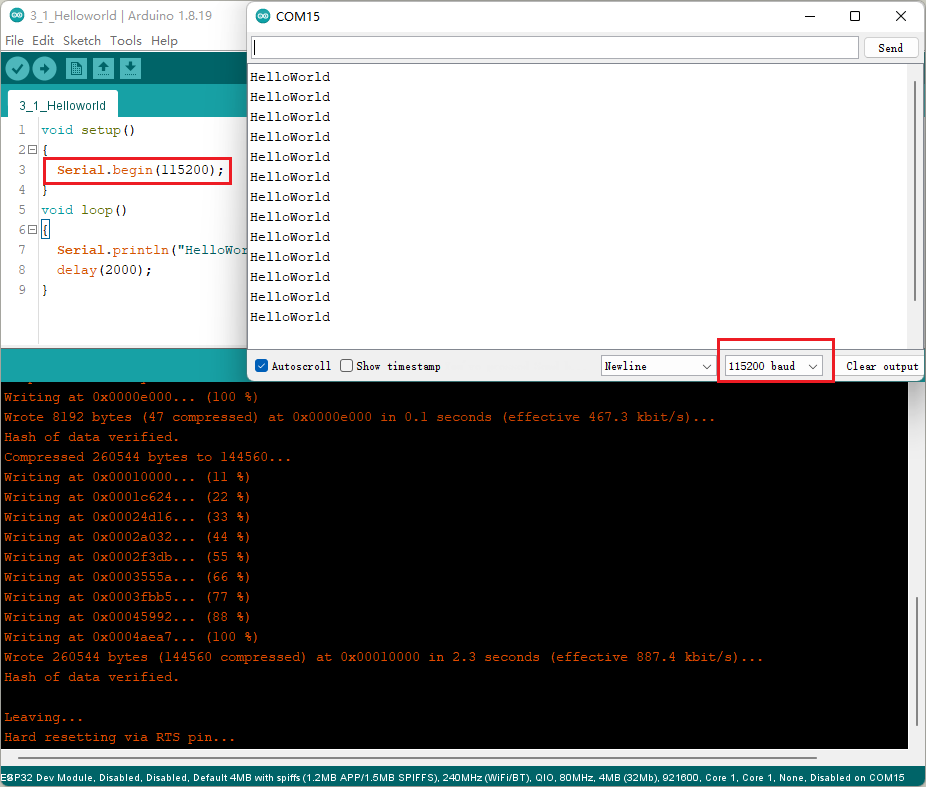 3_1_Helloworld | Arduino 1.8.19
File Edit Sketch Tools Help
3_1_Helloworld
1 void setup()
2 {
3 Serial.begin(115200);
4 }
5 void loop()
6 {
7 Serial.println("HelloWor
8 delay(2000);
9 }
COM15
Send
HelloWorld
HelloWorld
HelloWorld
HelloWorld
HelloWorld
HelloWorld
HelloWorld
HelloWorld
HelloWorld
HelloWorld
HelloWorld
HelloWorld
HelloWorld
Autoscroll Show timestamp Newline 115200 baud Clear output
Writing at 0x0000e000... (100 %)
Wrote 8192 bytes (47 compressed) at 0x0000e000 in 0.1 seconds (effective 467.3 kbit/s)...
Hash of data verified.
Compressed 260544 bytes to 144560...
Writing at 0x00010000... (11 %)
Writing at 0x0001c624... (22 %)
Writing at 0x00024d16... (33 %)
Writing at 0x0002a032... (44 %)
Writing at 0x0002f3db... (55 %)
Writing at 0x0003555a... (66 %)
Writing at 0x0003fbb5... (77 %)
Writing at 0x00045992... (88 %)
Writing at 0x0004aea7... (100 %)
Wrote 260544 bytes (144560 compressed) at 0x00010000 in 2.3 seconds (effective 887.4 kbit/s)...
Hash of data verified.
Leaving...
Hard resetting via RTS pin...
ESP32 Dev Module, Disabled, Disabled, Default 4MB with spiffs (1.2MB APP/1.5MB SPIFFS), 240MHz (WiFi/BT), QIO, 80MHz, 4MB (32Mb), 921600, Core 1, Core 1, None, Disabled on COM15